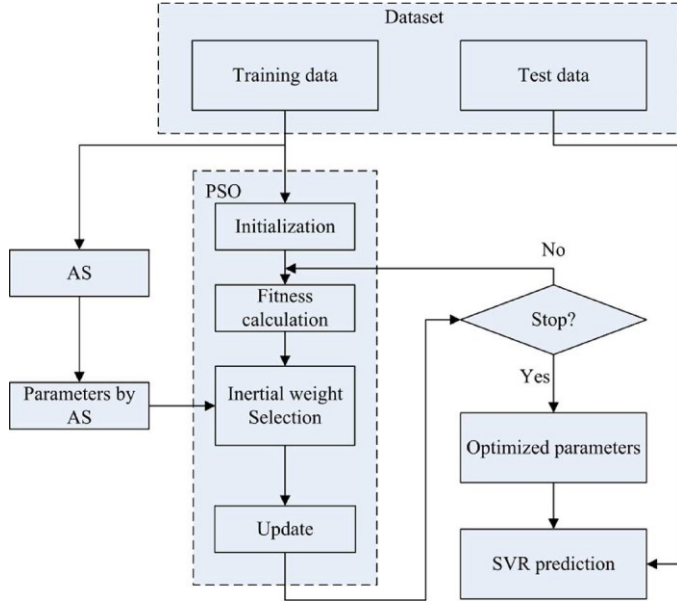 Dataset
Training data
Test data
PSO
Initialization
No
AS
Fitness
calculation
Stop?
Parameters by
AS
Inertial weight
Selection
Yes
Optimized parameters
Update
SVR prediction